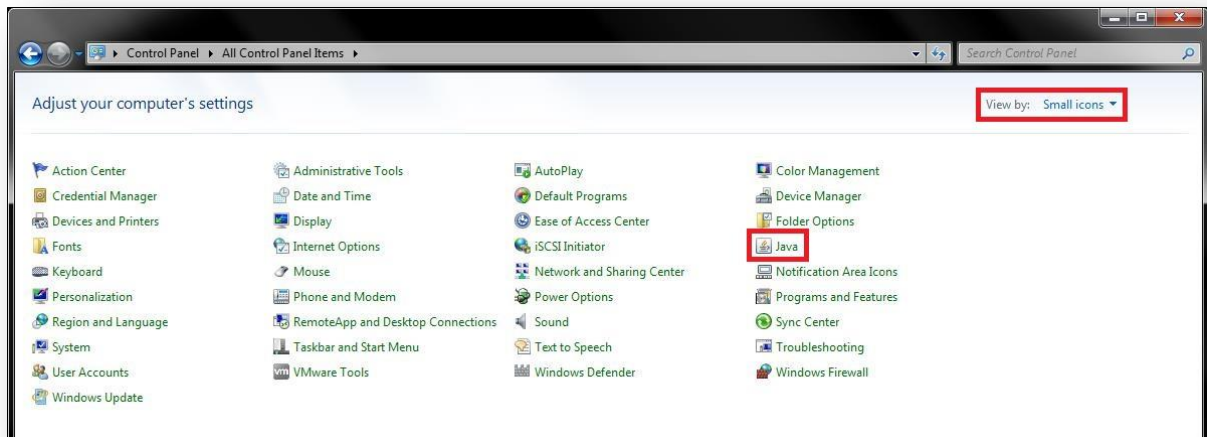 Control Panel All Control Panel Items Search Control Panel
Adjust your computer's settings View by: Small icons
Action Center Administrative Tools AutoPlay Color Management
Credential Manager Date and Time Default Programs Device Manager
Devices and Printers Display Ease of Access Center Folder Options
Fonts Internet Options iSCSI Initiator Java
Keyboard Mouse Network and Sharing Center Notification Area Icons
Personalization Phone and Modem Power Options Programs and Features
Region and Language RemoteApp and Desktop Connections Sound Sync Center
System Taskbar and Start Menu Text to Speech Troubleshooting
User Accounts vm VMware Tools Windows Defender Windows Firewall
Windows Update